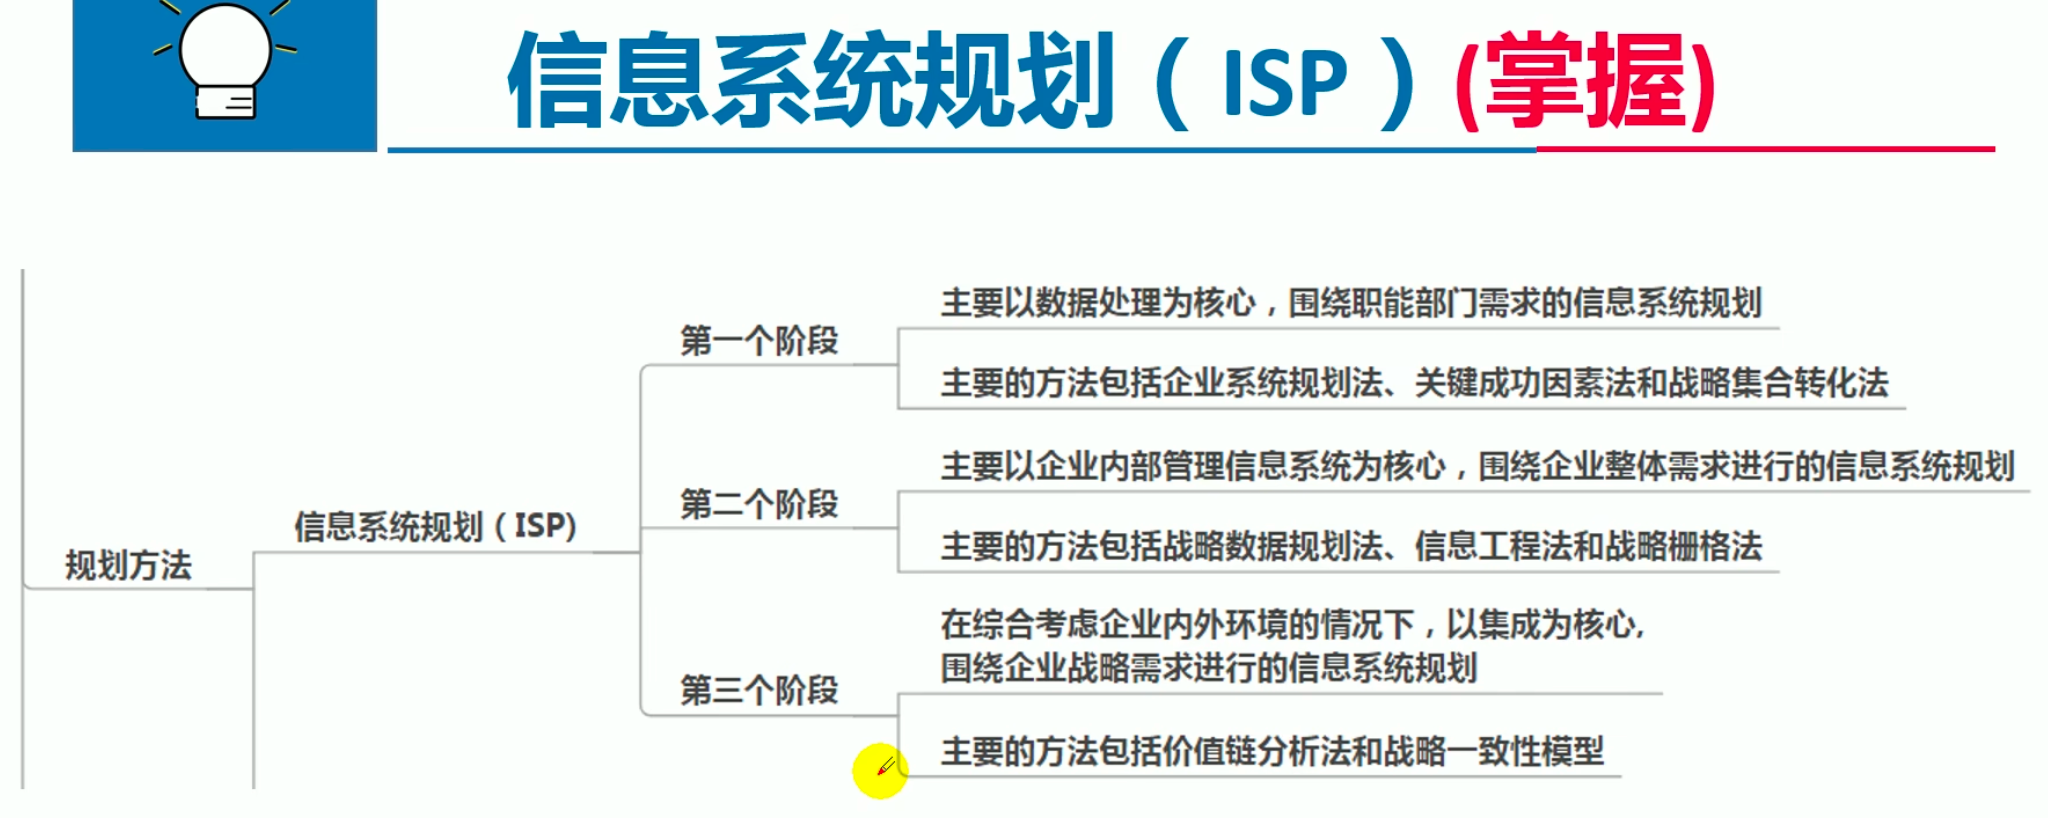 信息系统规划（ISP）(掌握)
主要以数据处理为核心，围绕职能部门需求的信息系统规划
第一个阶段
主要的方法包括企业系统规划法、关键成功因素法和战略集合转化法
主要以企业内部管理信息系统为核心，围绕企业整体需求进行的信息系统规划
第二个阶段
信息系统规划（ISP)
主要的方法包括战略数据规划法、信息工程法和战略栅格法
规划方法
在综合考虑企业内外环境的情况下，以集成为核心,
围绕企业战略需求进行的信息系统规划
第三个阶段
主要的方法包括价值链分析法和战略一致性模型